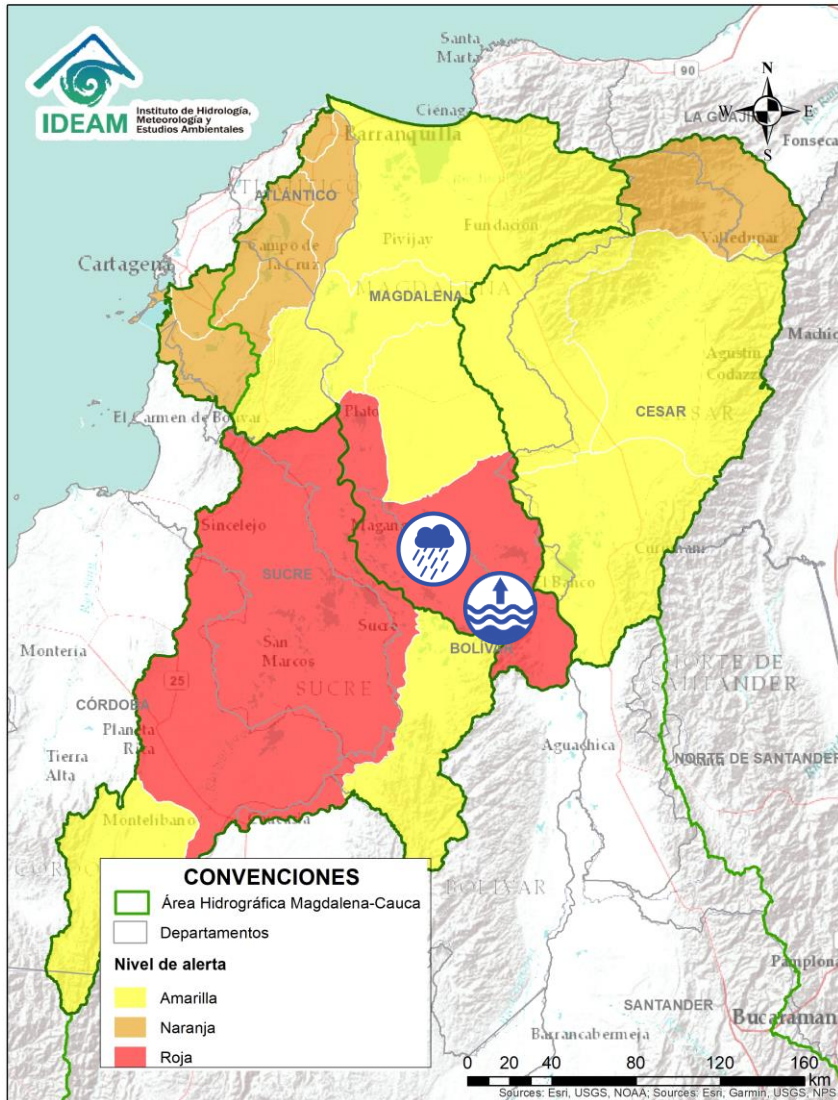 IDEAM
Instituto de Hidrología,
Meteorología y
Estudios Ambientales
Santa
Marta
90
N
W
E
S
Ciénaga
LA GUAJIR
Fonseca
Barranquilla
ATLÁNTICO
Fundación
Campo de
la Cruz
Pivijay
Valledupar
Cartagena
MAGDALENA
Agustín
Codazzi
El Carmen de Bolívar
Plato
CESAR
Sincelejo
Magang
Curumaní
SUCRE
El Banco
Sucre
Montería
San
Marcos
BOLÍVAR
25
SUCRE
NORTE DE
SANTANDER
CÓRDOBA
Planeta
Rica
Tierra
Alta
Aguachica
NORTE DE SANTANDER
Montelíbano
BOLÍVAR
CONVENCIONES
Área Hidrográfica Magdalena-Cauca
Departamentos
Nivel de alerta
Amarilla
Naranja
Roja
Pamplona
SANTANDER
Bucaraman
Barrancabermeja
0 20 40 80 120 160
km
Sources: Esri, USGS, NOAA; Sources: Esri, Garmin, USGS, NPS